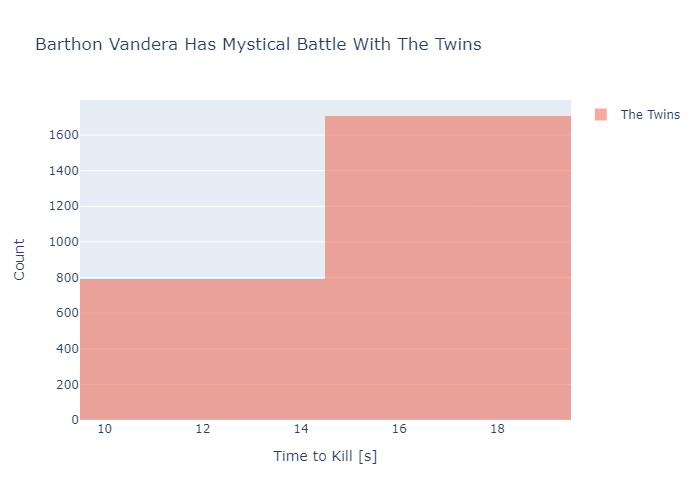 Barthon Vandera Has Mystical Battle With The Twins
The Twins
1600
1400
1200
1000
800
600
400
200
0
Count
10 12 14 16 18
Time to Kill [s]